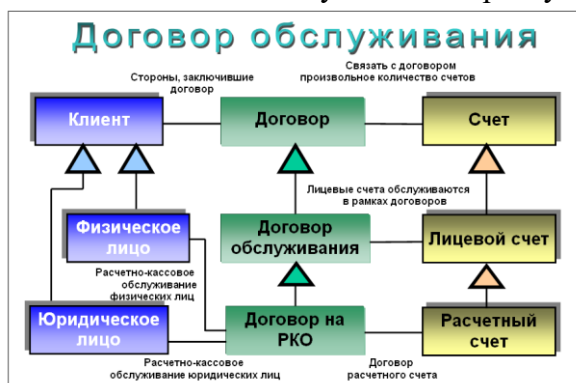 Договор обслуживания
Стороны, заключившие
договор
Связать с договором
произвольное количество счетов
Клиент
Договор
Счет
Лицевые счета обслуживаются
в рамках договоров
Физическое
лицо
Договор
обслуживания
Лицевой счет
Расчетно-кассовое
обслуживание
физических лиц
Юридическое
лицо
Договор на
РКО
Расчетный
счет
Расчетно-кассовое
обслуживание юридических лиц
Договор
расчетного счета